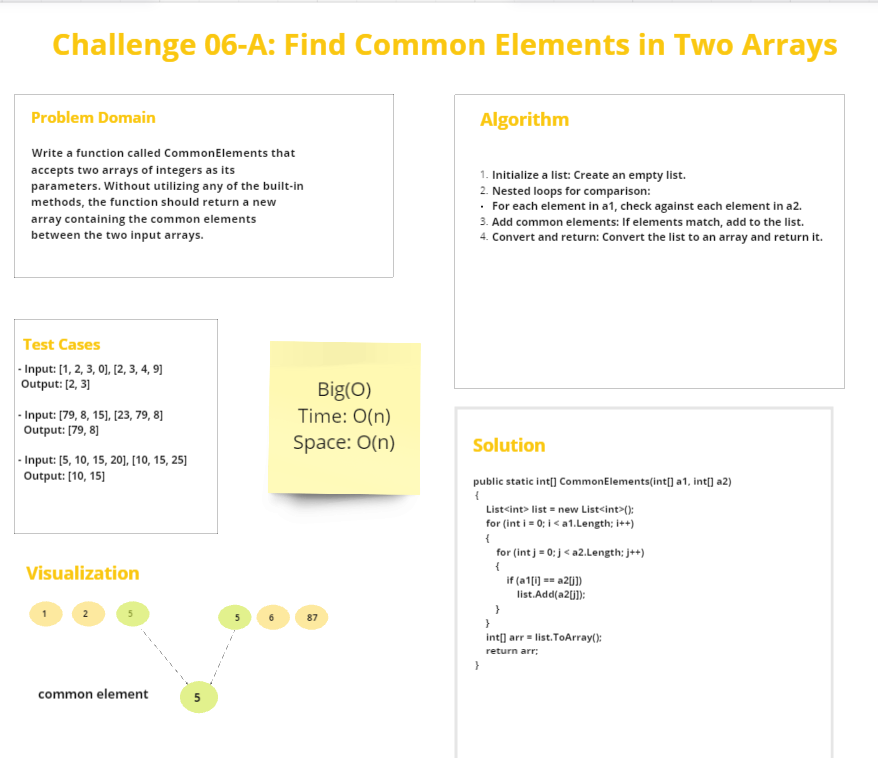 Challenge 06-A: Find Common Elements in Two Arrays
Problem Domain
Write a function called CommonElements that
accepts two arrays of integers as its
parameters. Without utilizing any of the built-in
methods, the function should return a new
array containing the common elements
between the two input arrays.
Algorithm
1. Initialize a list: Create an empty list.
2. Nested loops for comparison:
· For each element in a1, check against each element in a2.
3. Add common elements: If elements match, add to the list.
4. Convert and return: Convert the list to an array and return it.
Test Cases
- Input: [1, 2, 3, 0], [2, 3, 4, 9]
Output: [2, 3]
- Input: [79, 8, 15], [23, 79, 8]
Output: [79, 8]
- Input: [5, 10, 15, 20], [10, 15, 25]
Output: [10, 15]
Big(O)
Time: O(n)
Space: O(n)
Solution
public static int[] CommonElements(int[] a1, int[] a2)
{
List<int> list = new List<int>();
for (int i = 0; i < a1.Length; i++)
{
for (int j = 0; j < a2.Length; j++)
{
if (a1[i] == a2[j])
list.Add(a2[j]);
}
}
int[] arr = list.ToArray();
return arr;
}
Visualization
1 2 5 5 6 87
common element 5